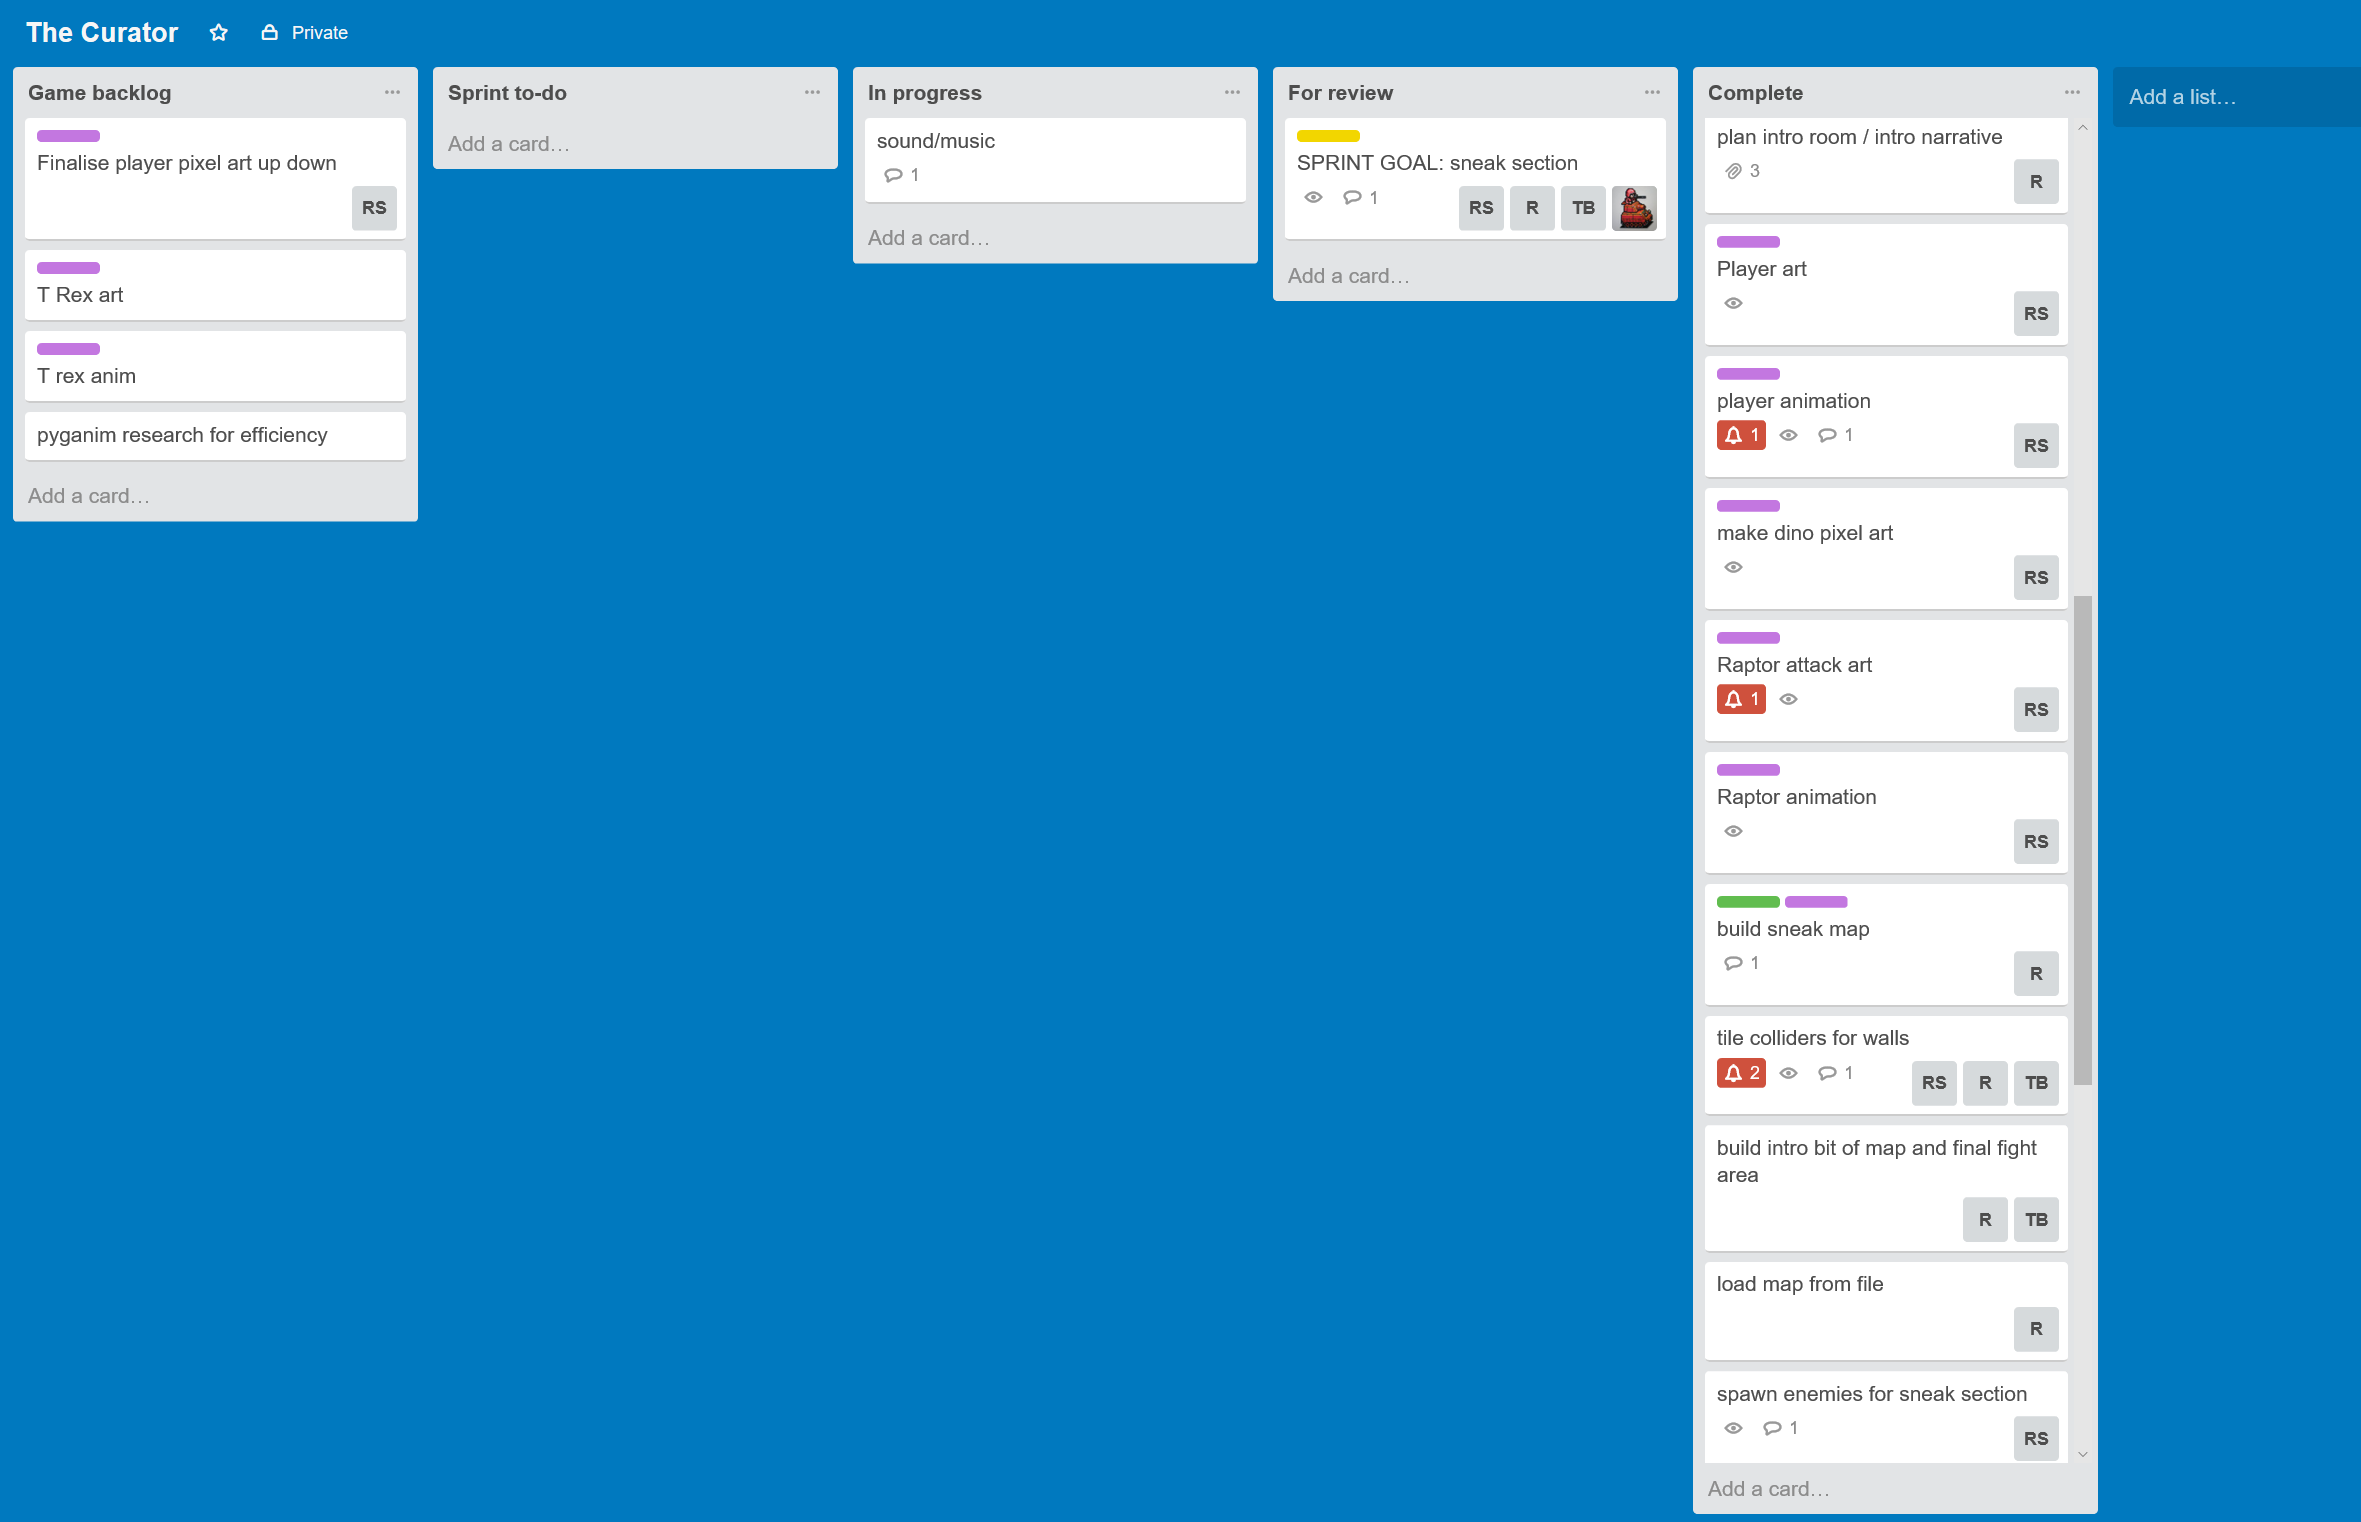 The Curator
Private
Game backlog
Finalise player pixel art up down
RS
T Rex art
T rex anim
pyganim research for efficiency
Add a card…
Sprint to-do
Add a card…
In progress
sound/music
1
Add a card…
For review
SPRINT GOAL: sneak section
1
RS R TB
Add a card…
Complete
plan intro room / intro narrative
3
R
Player art
RS
player animation
1 1
RS
make dino pixel art
RS
Raptor attack art
1
RS
Raptor animation
RS
build sneak map
1
R
tile colliders for walls
2 1
RS R TB
build intro bit of map and final fight
area
R TB
load map from file
R
spawn enemies for sneak section
1
RS
Add a card…
Add a list…